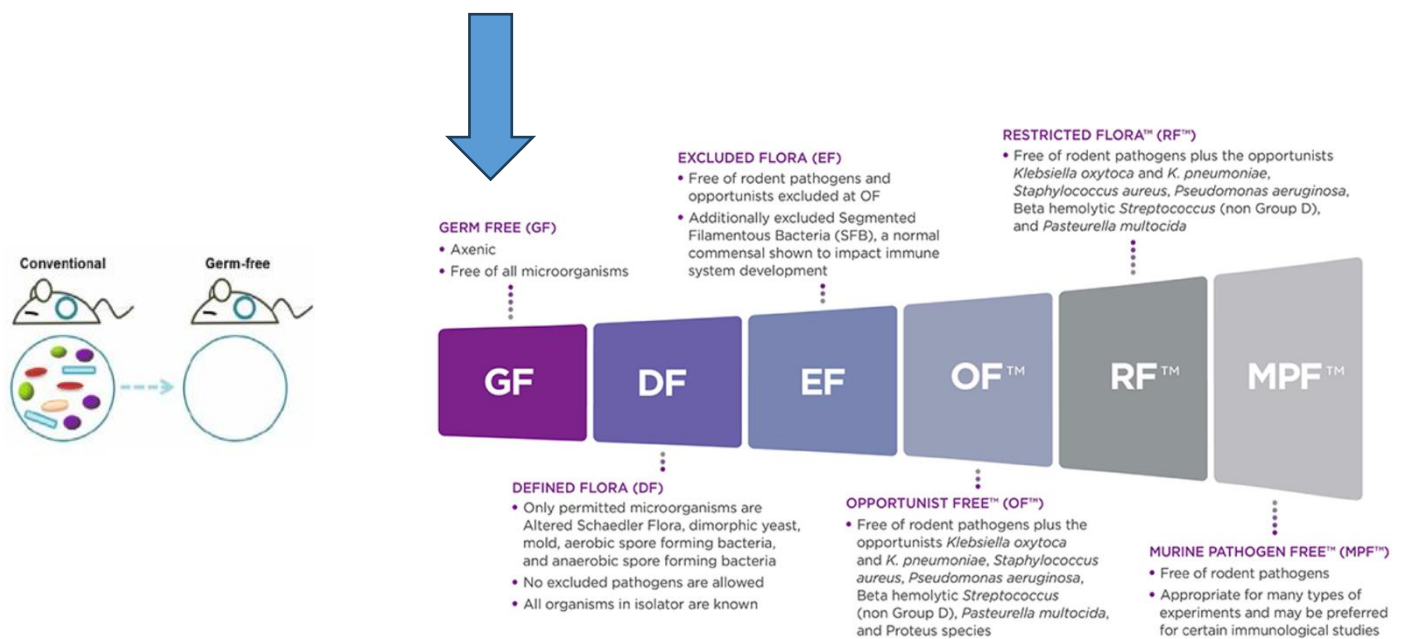 Conventional
Germ-free
GERM FREE (GF)
• Axenic
• Free of all microorganisms
EXCLUDED FLORA (EF)
• Free of rodent pathogens and
opportunists excluded at OF
• Additionally excluded Segmented
Filamentous Bacteria (SFB), a normal
commensal shown to impact immune
system development
RESTRICTED FLORA™ (RF™)
• Free of rodent pathogens plus the opportunists
Klebsiella oxytoca and K. pneumoniae,
Staphylococcus aureus, Pseudomonas aeruginosa,
Beta hemolytic Streptococcus (non Group D),
and Pasteurella multocida
GF
DF
EF
OF™
RF™
MPF™
DEFINED FLORA (DF)
• Only permitted microorganisms are
Altered Schaedler Flora, dimorphic yeast,
mold, aerobic spore forming bacteria,
and anaerobic spore forming bacteria
• No excluded pathogens are allowed
• All organisms in isolator are known
OPPORTUNIST FREE™ (OF™)
• Free of rodent pathogens plus the
opportunists Klebsiella oxytoca
and K. pneumoniae, Staphylococcus
aureus, Pseudomonas aeruginosa,
Beta hemolytic Streptococcus
(non Group D), Pasteurella multocida,
and Proteus species
MURINE PATHOGEN FREE™ (MPF™)
• Free of rodent pathogens
• Appropriate for many types of
experiments and may be preferred
for certain immunological studies